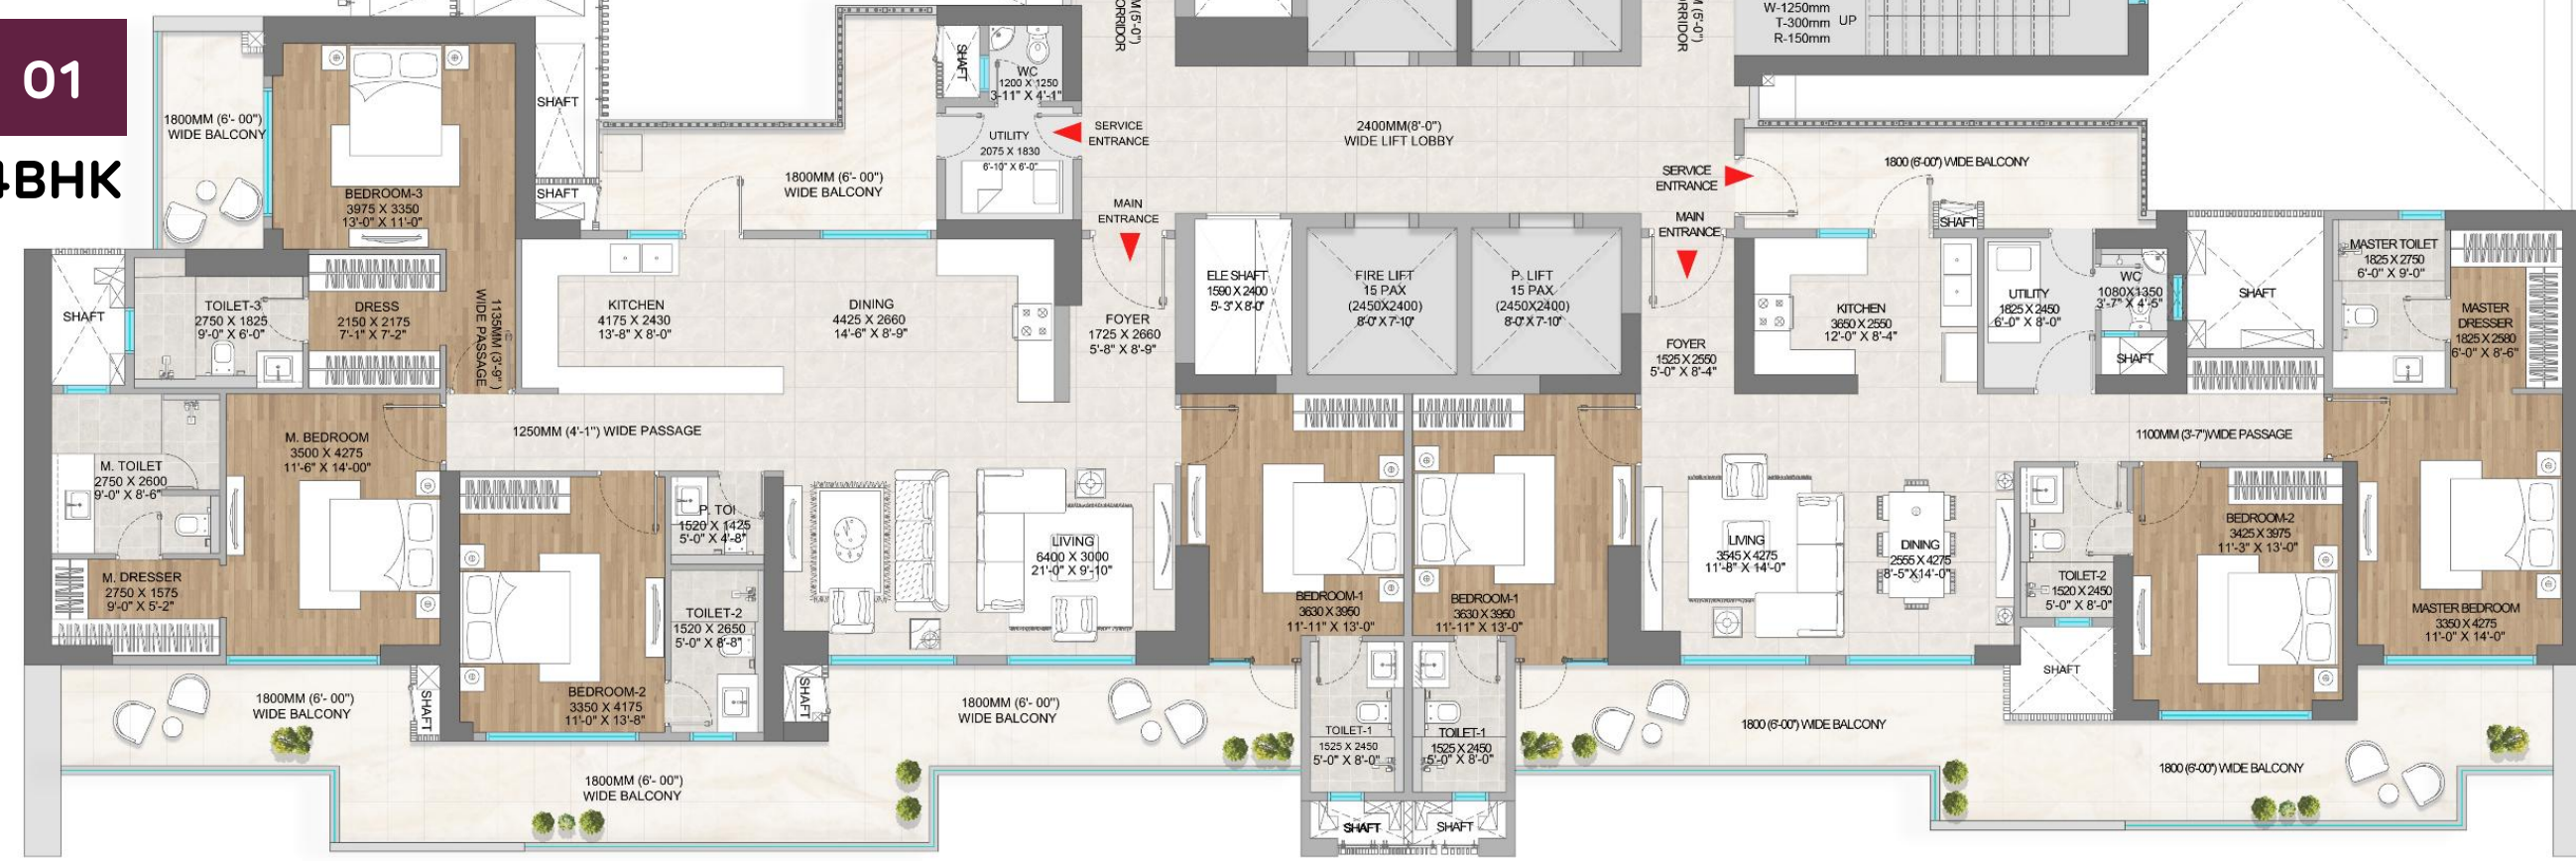 01
4BHK
1800MM (6'- 00")
WIDE BALCONY
BEDROOM-3
3975 X 3350
13'-0" X 11'-0"
SHAFT
SHAFT
1800MM (6'- 00")
WIDE BALCONY
SHAFT
WC
1200 X 1250
3-11" X 4'-1"
UTILITY
2075 X 1830
6'-10" X 6'-0"
SERVICE
ENTRANCE
MAIN
ENTRANCE
2400MM(8'-0")
WIDE LIFT LOBBY
M (5'-0")
ORRIDOR
M (5'-0")
ORRIDOR
W-1250mm
T-300mm
R-150mm
UP
SERVICE
ENTRANCE
MAIN
ENTRANCE
1800 (6'-00") WIDE BALCONY
SHAFT
SHAFT
TOILET-3
2750 X 1825
9'-0" X 6'-0"
DRESS
2150 X 2175
7'-1" X 7'-2"
1135MM (3'-9" )
WIDE PASSAGE
KITCHEN
4175 X 2430
13'-8" X 8'-0"
DINING
4425 X 2660
14'-6" X 8'-9"
FOYER
1725 X 2660
5'-8" X 8'-9"
ELE SHAFT
1590 X 2400
5'- 3"X 8'-0"
FIRE LIFT
15 PAX
(2450X2400)
8'-0" X 7'-10"
P. LIFT
15 PAX
(2450X2400)
8'-0" X 7'-10"
FOYER
1525 X 2550
5'-0" X 8'-4"
KITCHEN
3650 X 2550
12'-0" X 8'-4"
UTILITY
1825 X 2450
6'-0" X 8'-0"
WC
1080X1350
3'-7" X 4'-5"
SHAFT
SHAFT
MASTER TOILET
1825 X 2750
6'-0" X 9'-0"
MASTER
DRESSER
1825 X 2580
6'-0" X 8'-6"
M. TOILET
2750 X 2600
9'-0" X 8'-6"
M. BEDROOM
3500 X 4275
11'-6" X 14'-00"
1250MM (4'-1") WIDE PASSAGE
M. DRESSER
2750 X 1575
9'-0" X 5'-2"
P. TOI
1520 X 1425
5'-0" X 4'-8"
TOILET-2
1520 X 2650
5'-0" X 8'-8"
BEDROOM-2
3350 X 4175
11'-0" X 13'-8"
LIVING
6400 X 3000
21'-0" X 9'-10"
BEDROOM-1
3630 X 3950
11'-11" X 13'-0"
BEDROOM-1
3630 X 3950
11'-11" X 13'-0"
LIVING
3545 X 4275
11'-8" X 14'-0"
DINING
2555 X 4275
8'-5"X 14'-0"
1100MM (3'-7")WIDE PASSAGE
TOILET-2
1520 X 2450
5'-0" X 8'-0"
BEDROOM-2
3425 X 3975
11'-3" X 13'-0"
MASTER BEDROOM
3350 X 4275
11'-0" X 14'-0"
SHAFT
1800MM (6'- 00")
WIDE BALCONY
SHAFT
SHAFT
1800MM (6'- 00")
WIDE BALCONY
1800MM (6'- 00")
WIDE BALCONY
TOILET-1
1525 X 2450
5'-0" X 8'-0"
TOILET-1
1525 X 2450
5'-0" X 8'-0"
SHAFT
SHAFT
1800 (6'-00") WIDE BALCONY
1800 (6'-00") WIDE BALCONY